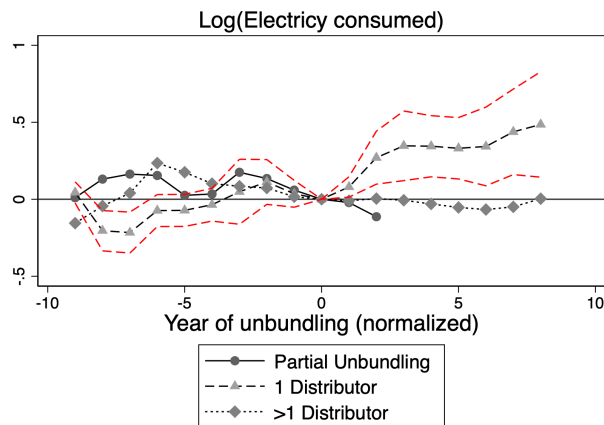 Log(Electricy consumed)
1
.5
0
-.5
-10 -5 0 5 10
Year of unbundling (normalized)
Partial Unbundling
1 Distributor
>1 Distributor